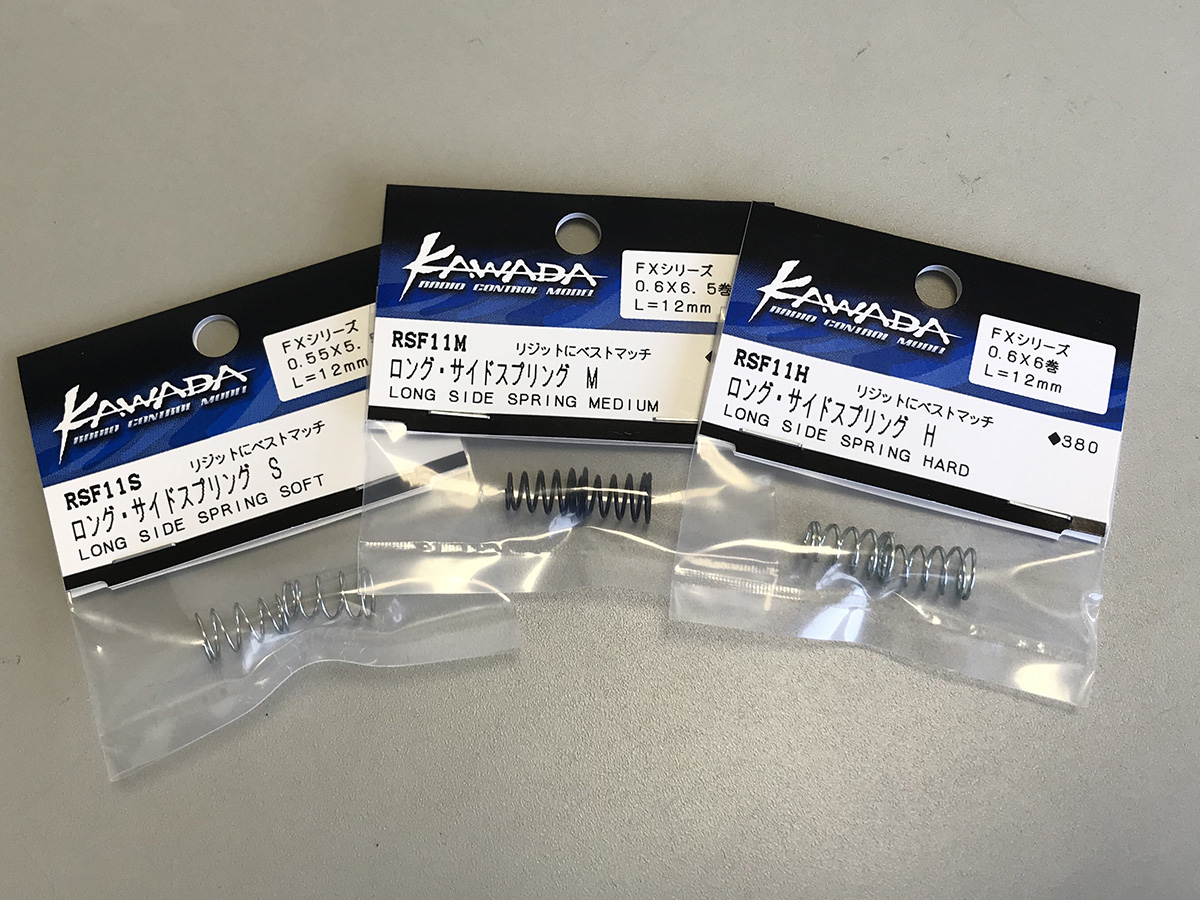 KAWADA
RADIO CONTROL MODEL
FXシリーズ
0.55X5.
L=12mm
RSF11S
リジットにベストマッチ
ロング・サイドスプリング S
LONG SIDE SPRING SOFT
KAWADA
RADIO CONTROL MODEL
FXシリーズ
0.6X6.5巻
L=12mm
RSF11M
リジットにベストマッチ
ロング・サイドスプリング M
LONG SIDE SPRING MEDIUM
KAWADA
RADIO CONTROL MODEL
FXシリーズ
0.6X6巻
L=12mm
RSF11H
リジットにベストマッチ
ロング・サイドスプリング H
◆380
LONG SIDE SPRING HARD